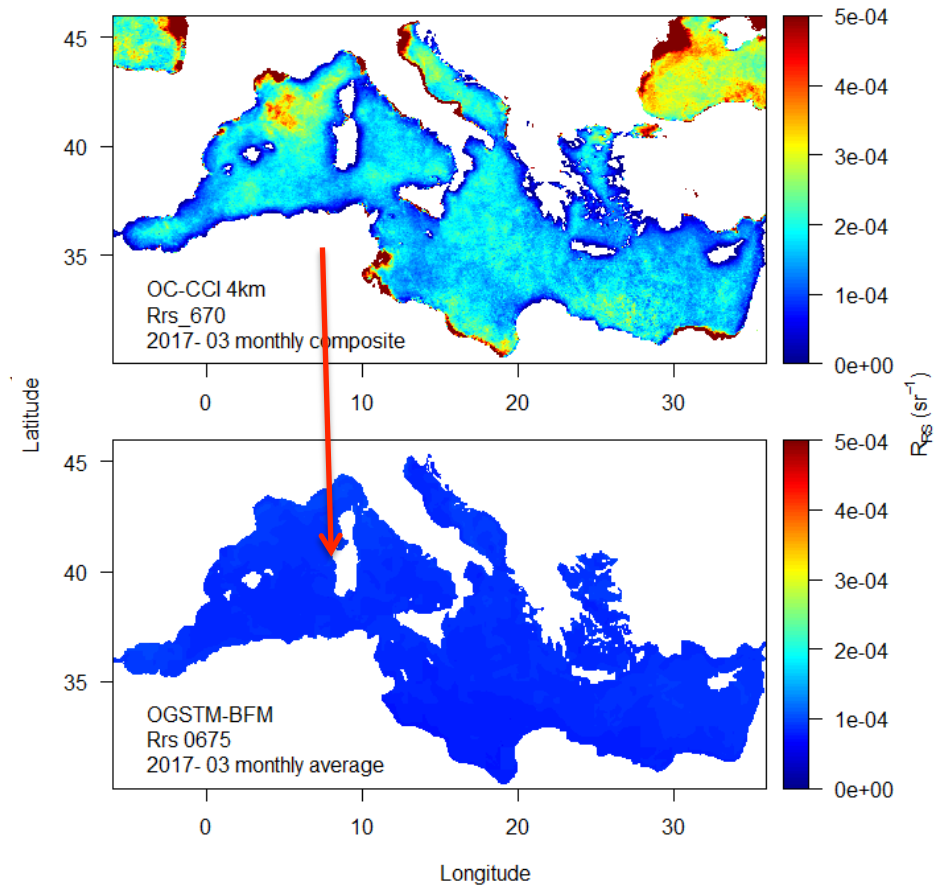 45
40
35
0
10
20
30
OC-CCI 4km
Rrs_670
2017- 03 monthly composite
5e-04
4e-04
3e-04
2e-04
1e-04
0e+00
Latitude
R_RS (sr⁻¹)
45
40
35
0
10
20
30
OGSTM-BFM
Rrs 0675
2017- 03 monthly average
5e-04
4e-04
3e-04
2e-04
1e-04
0e+00
Longitude